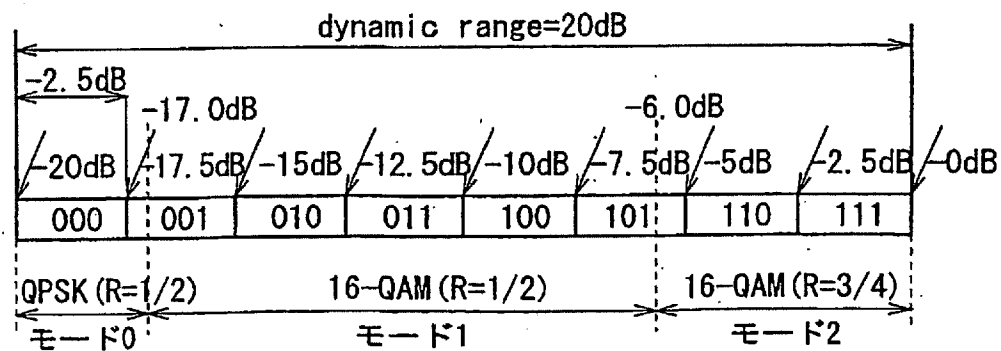 dynamic range=20dB
-2.5dB
-17.0dB
-6.0dB
-20dB -17.5dB -15dB -12.5dB -10dB -7.5dB -5dB -2.5dB -0dB
000 001 010 011 100 101 110 111
QPSK(R=1/2) 16-QAM(R=1/2) 16-QAM(R=3/4)
モード0 モード1 モード2